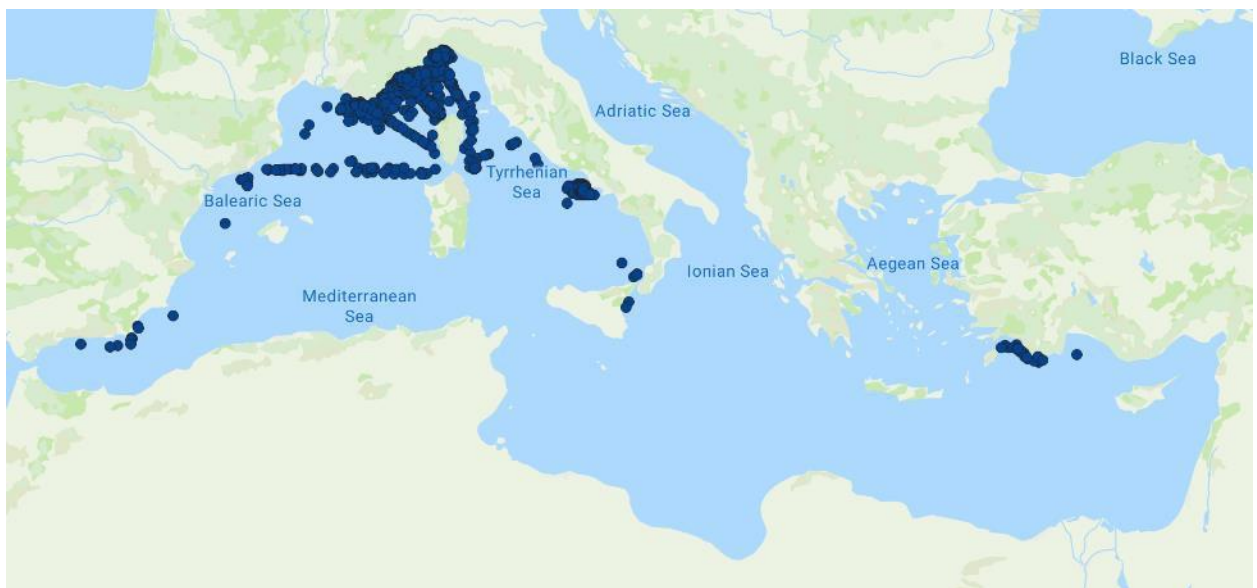 Black Sea
Adriatic Sea
Tyrrhenian
Sea
Balearic Sea
Ionian Sea
Aegean Sea
Mediterranean
Sea